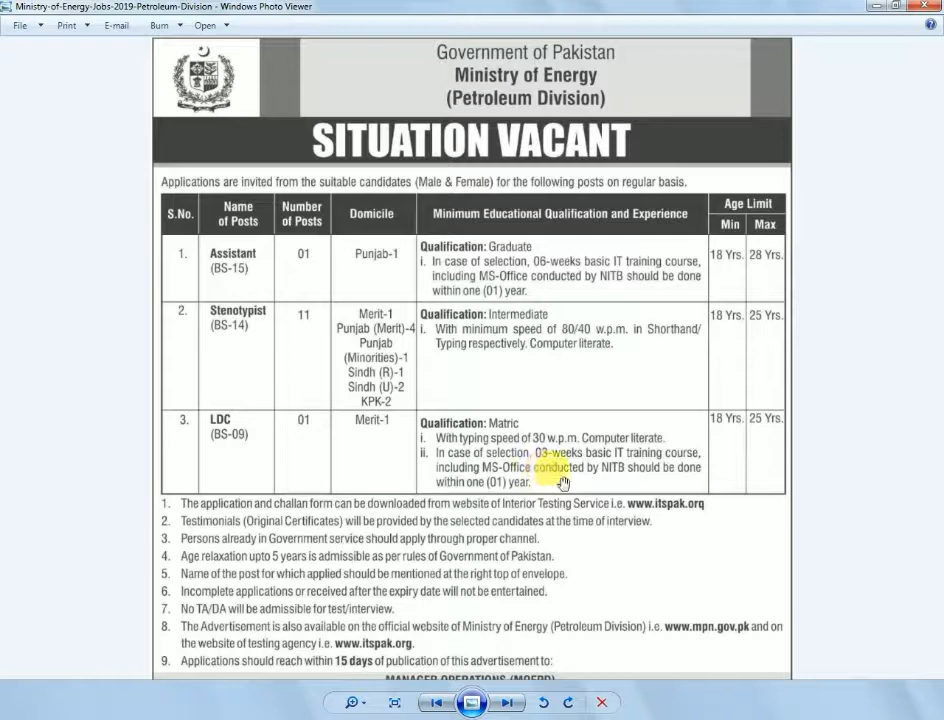 Ministry-of-Energy-Jobs-2019-Petroleum-Division - Windows Photo Viewer
File Print E-mail Burn Open
Government of Pakistan
Ministry of Energy
(Petroleum Division)
SITUATION VACANT
Applications are invited from the suitable candidates (Male & Female) for the following posts on regular basis.
S.No. Name of Posts Number of Posts Domicile Minimum Educational Qualification and Experience Age Limit
Min Max
1. Assistant 01 Punjab-1 Qualification: Graduate 18 Yrs. 28 Yrs.
(BS-15) i. In case of selection, 06-weeks basic IT training course,
including MS-Office conducted by NITB should be done
within one (01) year.
2. Stenotypist 11 Merit-1 Qualification: Intermediate 18 Yrs. 25 Yrs.
(BS-14) Punjab (Merit)-4 i. With minimum speed of 80/40 w.p.m. in Shorthand/
Punjab Typing respectively. Computer literate.
(Minorities)-1
Sindh (R)-1
Sindh (U)-2
KPK-2
3. LDC 01 Merit-1 Qualification: Matric 18 Yrs. 25 Yrs.
(BS-09) i. With typing speed of 30 w.p.m. Computer literate.
ii. In case of selection, 03-weeks basic IT training course,
including MS-Office conducted by NITB should be done
within one (01) year.
1. The application and challan form can be downloaded from website of Interior Testing Service i.e. www.itspak.orq
2. Testimonials (Original Certificates) will be provided by the selected candidates at the time of interview.
3. Persons already in Government service should apply through proper channel.
4. Age relaxation upto 5 years is admissible as per rules of Government of Pakistan.
5. Name of the post for which applied should be mentioned at the right top of envelope.
6. Incomplete applications or received after the expiry date will not be entertained.
7. No TA/DA will be admissible for test/interview.
8. The Advertisement is also available on the official website of Ministry of Energy (Petroleum Division) i.e. www.mpn.gov.pk and on
the website of testing agency i.e. www.itspak.org.
9. Applications should reach within 15 days of publication of this advertisement to:
MANAGER OPERATIONS (MOEPD)